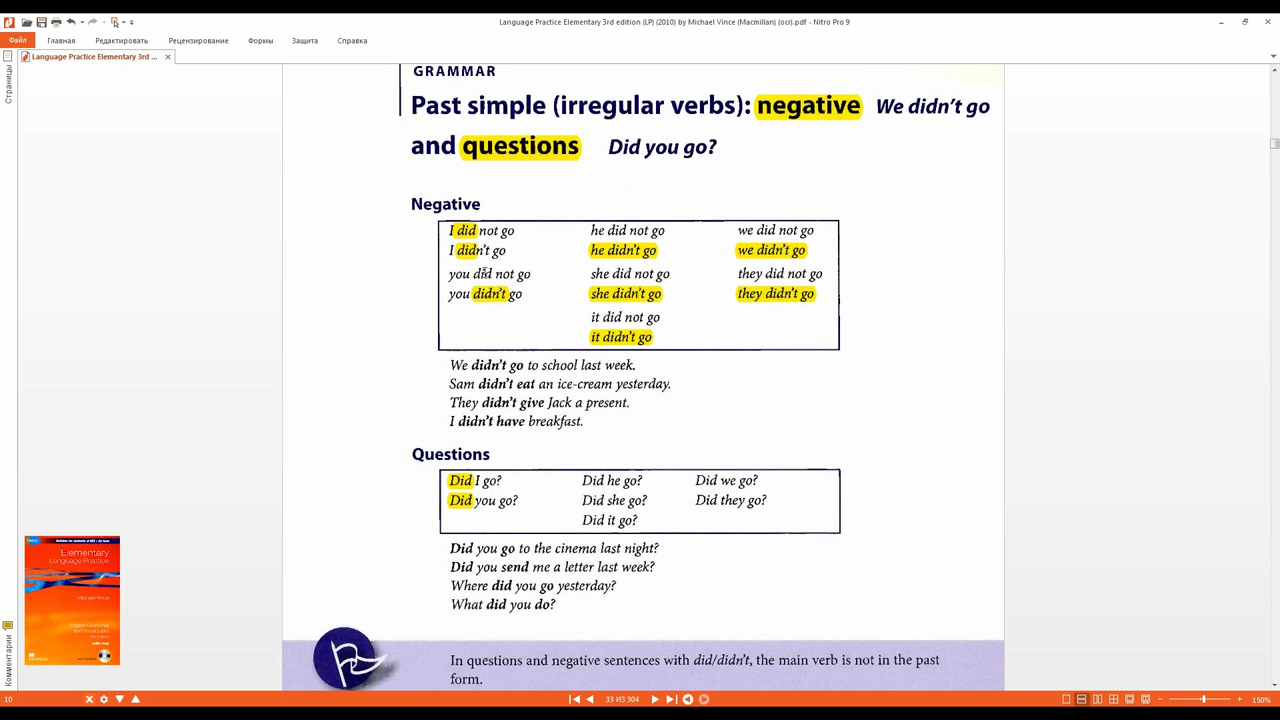 Language Practice Elementary 3rd edition (LP) (2010) by Michael Vince (Macmillan) (ocr).pdf - Nitro Pro 9
Файл
Главная
Редактировать
Рецензирование
Формы
Защита
Справка
Language Practice Elementary 3rd ...
Страницы
GRAMMAR
Past simple (irregular verbs): negative We didn't go
and questions Did you go?
Negative
I did not go he did not go we did not go
I didn't go he didn't go we didn't go
you did not go she did not go they did not go
you didn't go she didn't go they didn't go
it did not go
it didn't go
We didn't go to school last week.
Sam didn't eat an ice-cream yesterday.
They didn't give Jack a present.
I didn't have breakfast.
Questions
Did I go? Did he go? Did we go?
Did you go? Did she go? Did they go?
Did it go?
Did you go to the cinema last night?
Did you send me a letter last week?
Where did you go yesterday?
What did you do?
In questions and negative sentences with did/didn't, the main verb is not in the past
form.
New
Elementary
Language Practice
Michael Vince
English Grammar
and Vocabulary
Комментарии
10
33 ИЗ 304
150%